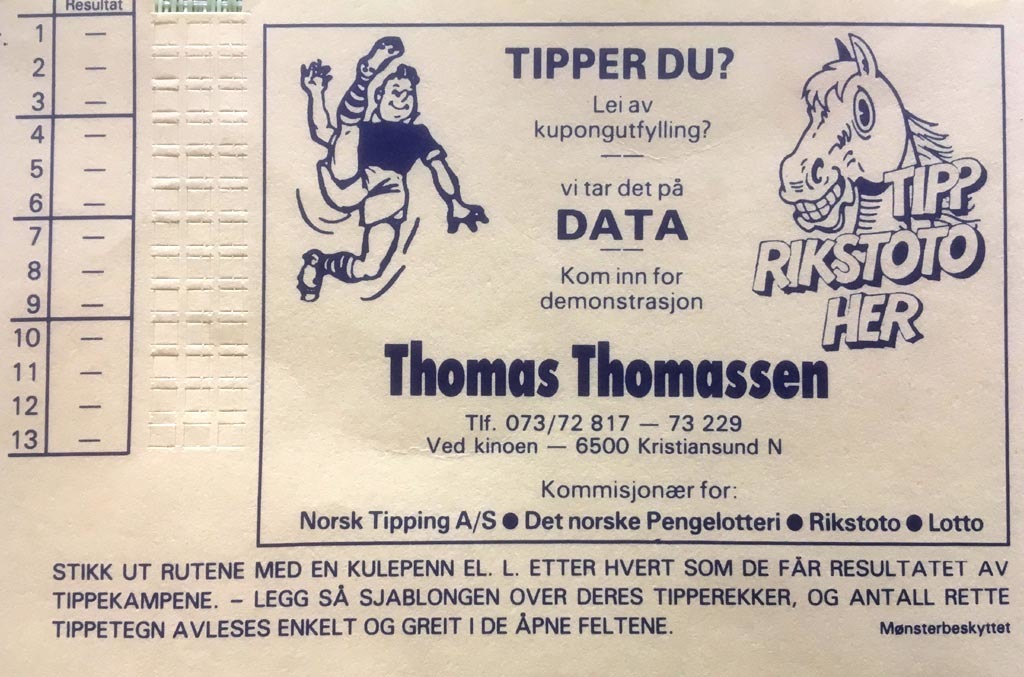 Resultat
1 —
2 —
3 —
4 —
5 —
6 —
7 —
8 —
9 —
10 —
11 —
12 —
13 —
TIPPER DU?
Lei av
kupongutfylling?
— —
vi tar det på
DATA
— —
Kom inn for
demonstrasjon
TIPP
RIKSTOTO
HER
Thomas Thomassen
Tlf. 073/72 817 — 73 229
Ved kinoen — 6500 Kristiansund N
Kommisjonær for:
Norsk Tipping A/S ● Det norske Pengelotteri ● Rikstoto ● Lotto
STIKK UT RUTENE MED EN KULEPENN EL. L. ETTER HVERT SOM DE FÅR RESULTATET AV
TIPPEKAMPENE. – LEGG SÅ SJABLONGEN OVER DERES TIPPEREKKER, OG ANTALL RETTE
TIPPETEGN AVLESES ENKELT OG GREIT I DE ÅPNE FELTENE.
Mønsterbeskyttet